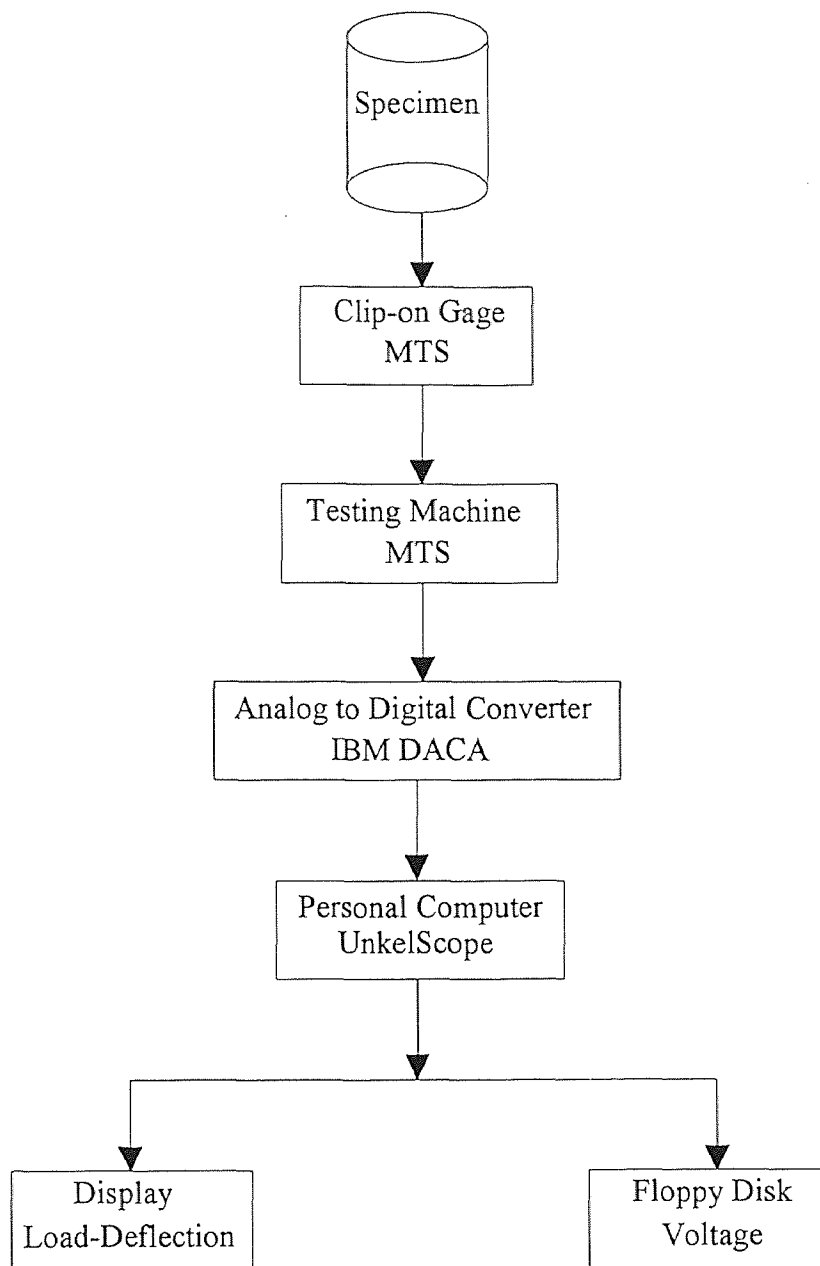 Specimen
Clip-on Gage
MTS
Testing Machine
MTS
Analog to Digital Converter
IBM DACA
Personal Computer
UnkelScope
Display
Load-Deflection
Floppy Disk
Voltage